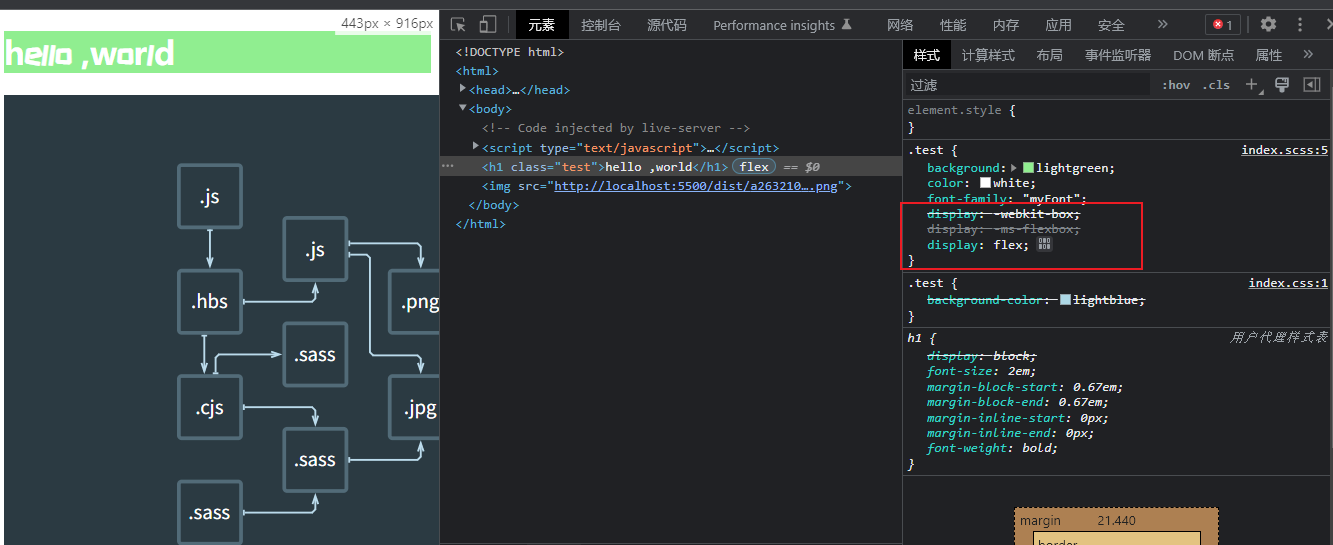 443px × 916px
hello ,world
.js
.js
.hbs
.png
.sass
.cjs
.jpg
.sass
.sass
元素 控制台 源代码 Performance insights 网络 性能 内存 应用 安全 » 1
<!DOCTYPE html>
<html>
<head>…</head>
<body>
<!-- Code injected by live-server -->
<script type="text/javascript">…</script>
<h1 class="test">hello ,world</h1> flex == $0
<img src="http://localhost:5500/dist/a263210….png">
</body>
</html>
样式 计算样式 布局 事件监听器 DOM 断点 属性 »
过滤 :hov .cls +
element.style {
}
.test { index.scss:5
background: lightgreen;
color: white;
font-family: "myFont";
display: -webkit-box;
display: -ms-flexbox;
display: flex;
}
.test { index.css:1
background-color: lightblue;
}
h1 { 用户代理样式表
display: block;
font-size: 2em;
margin-block-start: 0.67em;
margin-block-end: 0.67em;
margin-inline-start: 0px;
margin-inline-end: 0px;
font-weight: bold;
}
margin 21.440
border